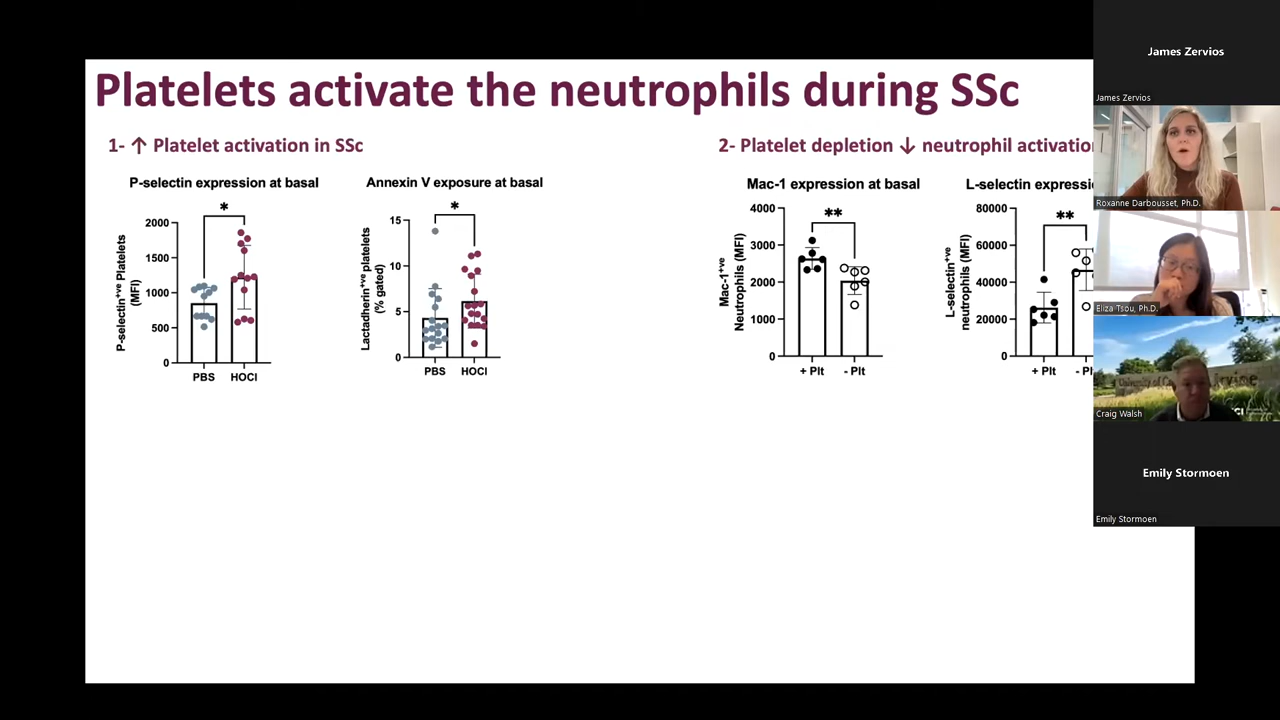 Platelets activate the neutrophils during SSc
1- ↑ Platelet activation in SSc
P-selectin expression at basal
*
P-selectin+ve Platelets
(MFI)
2000
1500
1000
500
0
PBS
HOCl
Annexin V exposure at basal
*
Lactadherin+ve platelets
(% gated)
15
10
5
0
PBS
HOCl
2- Platelet depletion ↓ neutrophil activation
Mac-1 expression at basal
**
Mac-1+ve
Neutrophils (MFI)
4000
3000
2000
1000
0
+ Plt
- Plt
L-selectin expressi
**
L-selectin+ve
neutrophils (MFI)
80000
60000
40000
20000
0
+ Plt
- Pl
James Zervios
James Zervios
Roxanne Darbousset, Ph.D.
Eliza Tsou, Ph.D.
Craig Walsh
Emily Stormoen
Emily Stormoen